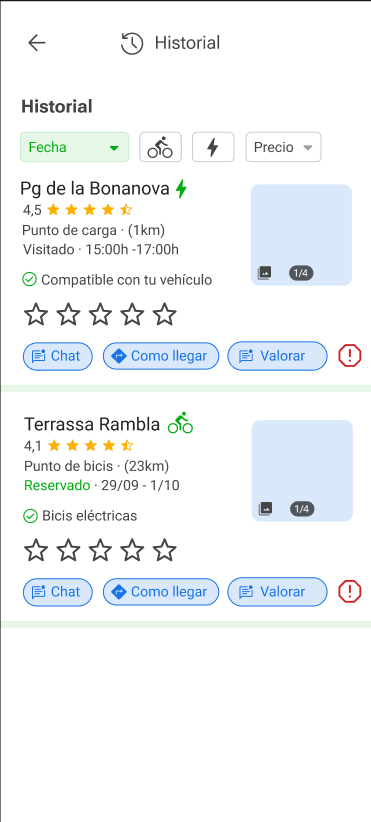 Historial
Historial
Fecha
Precio
Pg de la Bonanova
4,5
Punto de carga · (1km)
Visitado · 15:00h -17:00h
Compatible con tu vehículo
1/4
Chat
Como llegar
Valorar
Terrassa Rambla
4,1
Punto de bicis · (23km)
Reservado · 29/09 - 1/10
Bicis eléctricas
1/4
Chat
Como llegar
Valorar